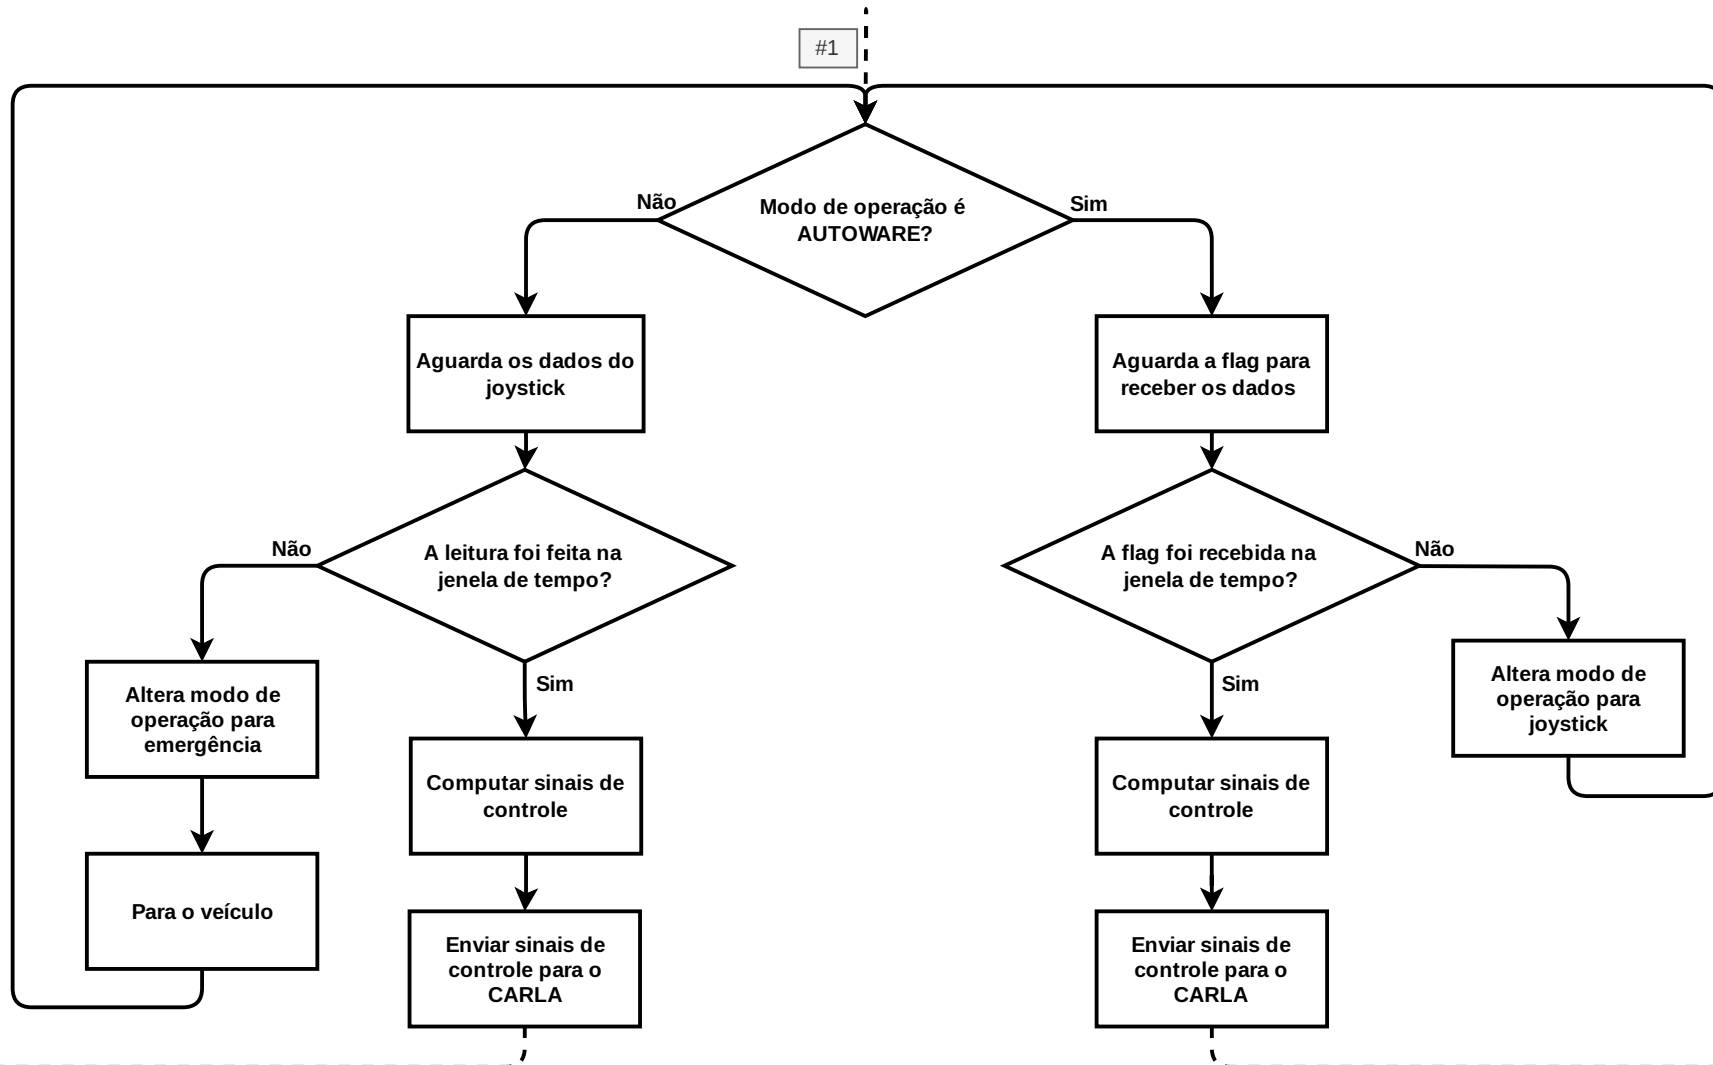 #1
Modo de operação é
AUTOWARE?
Não
Sim
Aguarda os dados do
joystick
Aguarda a flag para
receber os dados
A leitura foi feita na
jenela de tempo?
Não
Sim
A flag foi recebida na
jenela de tempo?
Não
Sim
Altera modo de
operação para
emergência
Computar sinais de
controle
Computar sinais de
controle
Altera modo de
operação para
joystick
Para o veículo
Enviar sinais de
controle para o
CARLA
Enviar sinais de
controle para o
CARLA